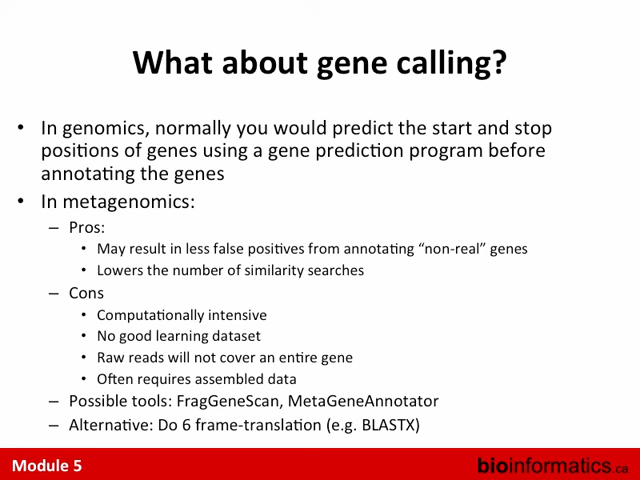 What about gene calling?
• In genomics, normally you would predict the start and stop
positions of genes using a gene prediction program before
annotating the genes
• In metagenomics:
– Pros:
• May result in less false positives from annotating “non-real” genes
• Lowers the number of similarity searches
– Cons
• Computationally intensive
• No good learning dataset
• Raw reads will not cover an entire gene
• Often requires assembled data
– Possible tools: FragGeneScan, MetaGeneAnnotator
– Alternative: Do 6 frame-translation (e.g. BLASTX)
Module 5
bioinformatics.ca